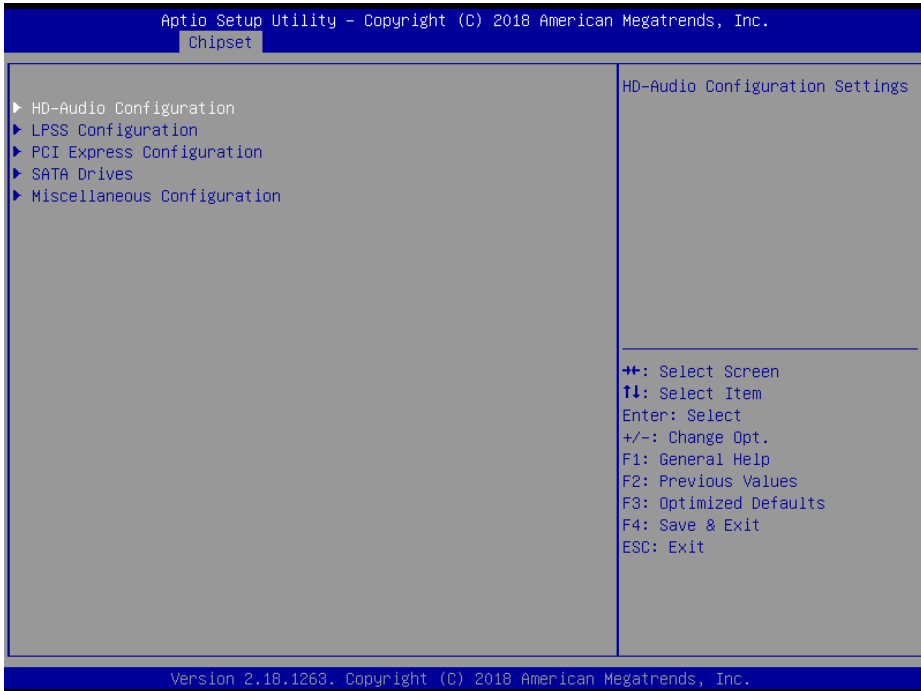 Aptio Setup Utility – Copyright (C) 2018 American Megatrends, Inc.
Chipset
HD-Audio Configuration
LPSS Configuration
PCI Express Configuration
SATA Drives
Miscellaneous Configuration
HD-Audio Configuration Settings
→←: Select Screen
↑↓: Select Item
Enter: Select
+/-: Change Opt.
F1: General Help
F2: Previous Values
F3: Optimized Defaults
F4: Save & Exit
ESC: Exit
Version 2.18.1263. Copyright (C) 2018 American Megatrends, Inc.